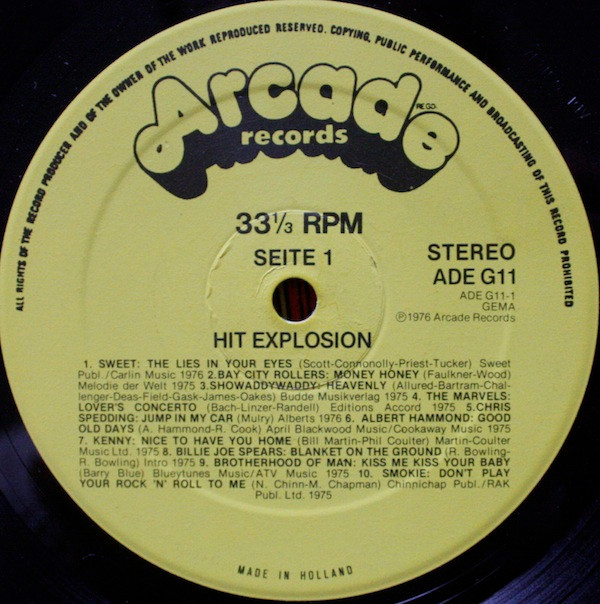 ALL RIGHTS OF THE RECORD PRODUCER AND OF THE OWNER OF THE WORK REPRODUCED RESERVED. COPYING, PUBLIC PERFORMANCE AND BROADCASTING OF THIS RECORD PROHIBITED
Arcade
REGD.
records
33⅓ RPM
SEITE 1
STEREO
ADE G11
ADE G11-1
GEMA
℗1976 Arcade Records
HIT EXPLOSION
1. SWEET: THE LIES IN YOUR EYES (Scott-Connonolly-Priest-Tucker) Sweet
Publ./Carlin Music 1976 2.BAY CITY ROLLERS: MONEY HONEY (Faulkner-Wood)
Melodie der Welt 1975 3.SHOWADDYWADDY: HEAVENLY (Allured-Bartram-Chal-
lenger-Deas-Field-Gask-James-Oakes) Budde Musikverlag 1975 4. THE MARVELS:
LOVER'S CONCERTO (Bach-Linzer-Randell) Editions Accord 1975 5.CHRIS
SPEDDING: JUMP IN MY CAR (Mulry) Alberts 1976 6. ALBERT HAMMOND: GOOD
OLD DAYS (A. Hammond-R. Cook) April Blackwood Music/Cookaway Music 1975
7. KENNY: NICE TO HAVE YOU HOME (Bill Martin-Phil Coulter) Martin-Coulter
Music Ltd. 1975 8. BILLIE JOE SPEARS: BLANKET ON THE GROUND (R. Bowling-
R. Bowling) Intro 1975 9. BROTHERHOOD OF MAN: KISS ME KISS YOUR BABY
(Barry Blue) Blueytunes Music/ATV Music 1975 10. SMOKIE: DON'T PLAY
YOUR ROCK 'N' ROLL TO ME (N. Chinn-M. Chapman) Chinnichap Publ./RAK
Publ. Ltd. 1975
MADE IN HOLLAND